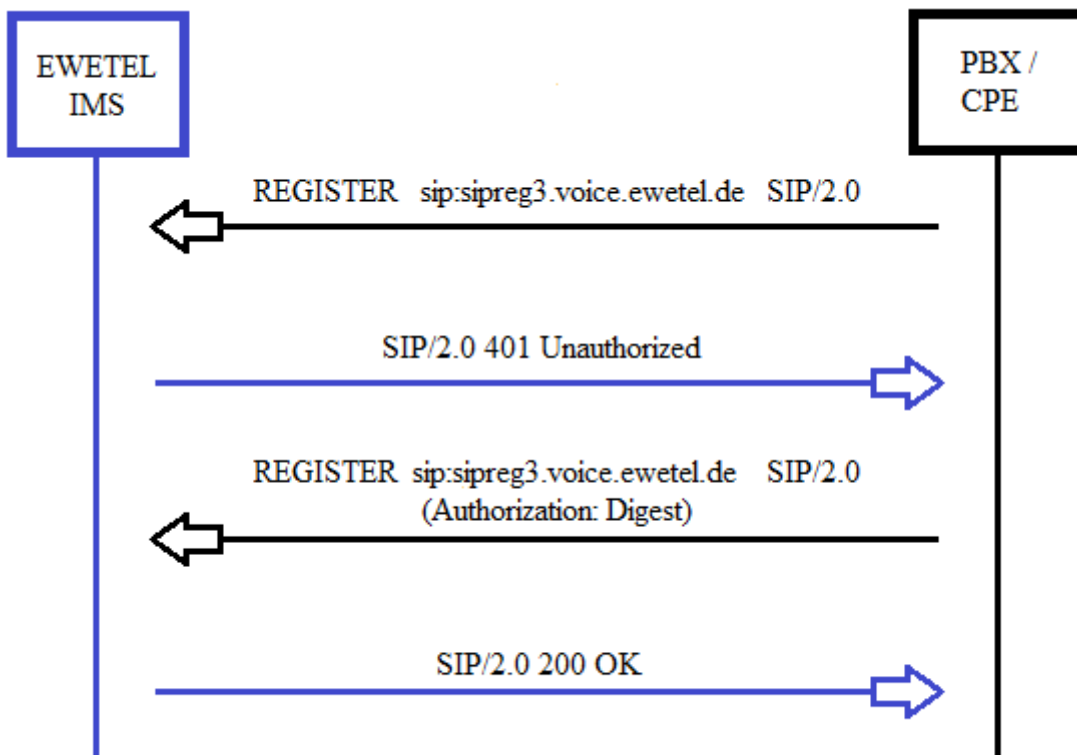 EWETEL
IMS
PBX /
CPE
REGISTER sip:sipreg3.voice.ewetel.de SIP/2.0
SIP/2.0 401 Unauthorized
REGISTER sip:sipreg3.voice.ewetel.de SIP/2.0
(Authorization: Digest)
SIP/2.0 200 OK